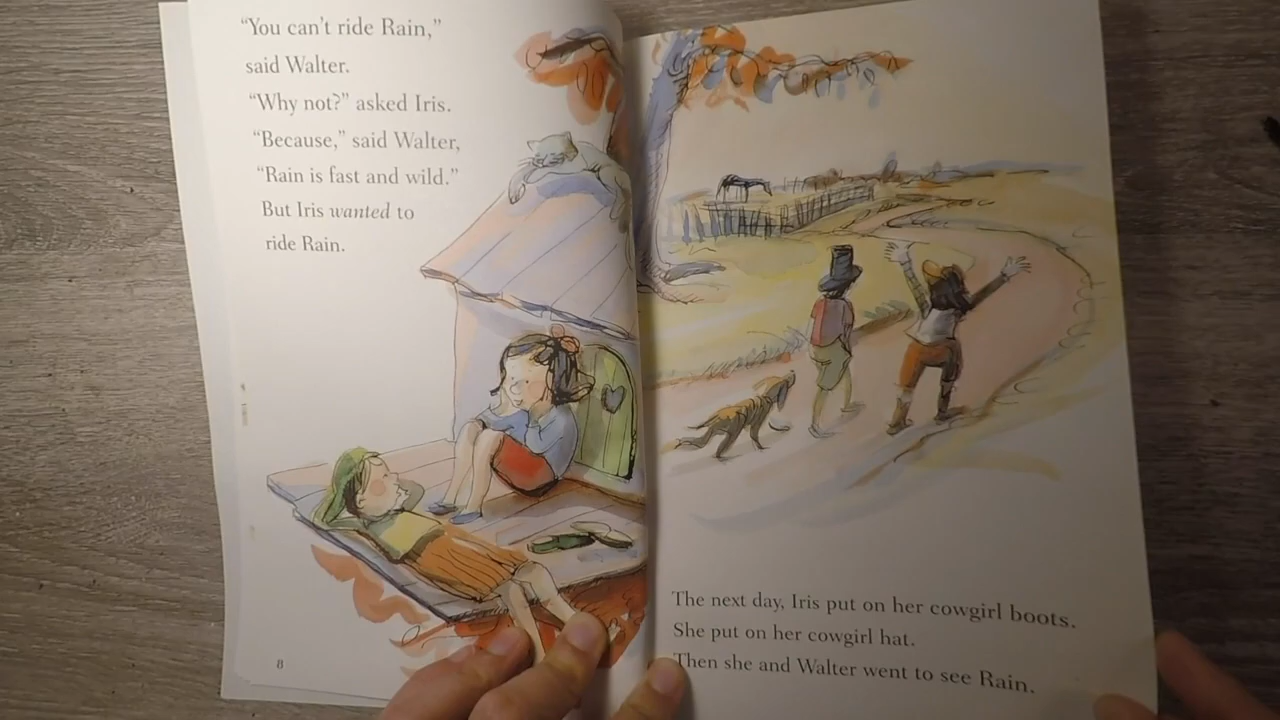 “You can’t ride Rain,”
said Walter.
“Why not?” asked Iris.
“Because,” said Walter,
“Rain is fast and wild.”
But Iris wanted to
ride Rain.
8
The next day, Iris put on her cowgirl boots.
She put on her cowgirl hat.
Then she and Walter went to see Rain.